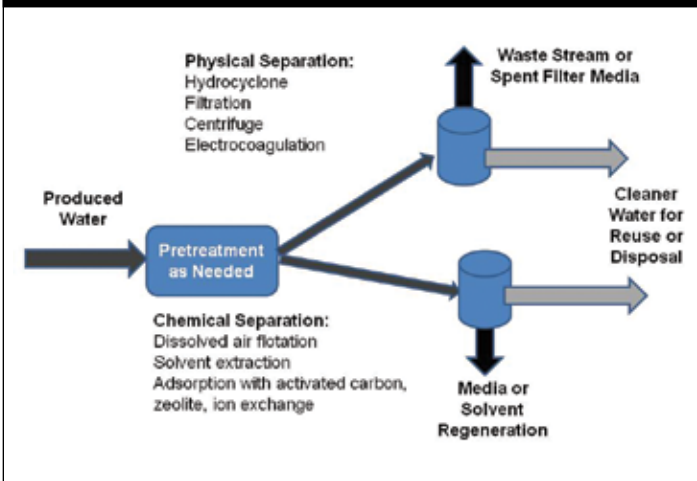 Physical Separation:
Hydrocyclone
Filtration
Centrifuge
Electrocoagulation
Waste Stream or
Spent Filter Media
Produced
Water
Pretreatment
as Needed
Cleaner
Water for
Reuse or
Disposal
Chemical Separation:
Dissolved air flotation
Solvent extraction
Adsorption with activated carbon,
zeolite, ion exchange
Media or
Solvent
Regeneration